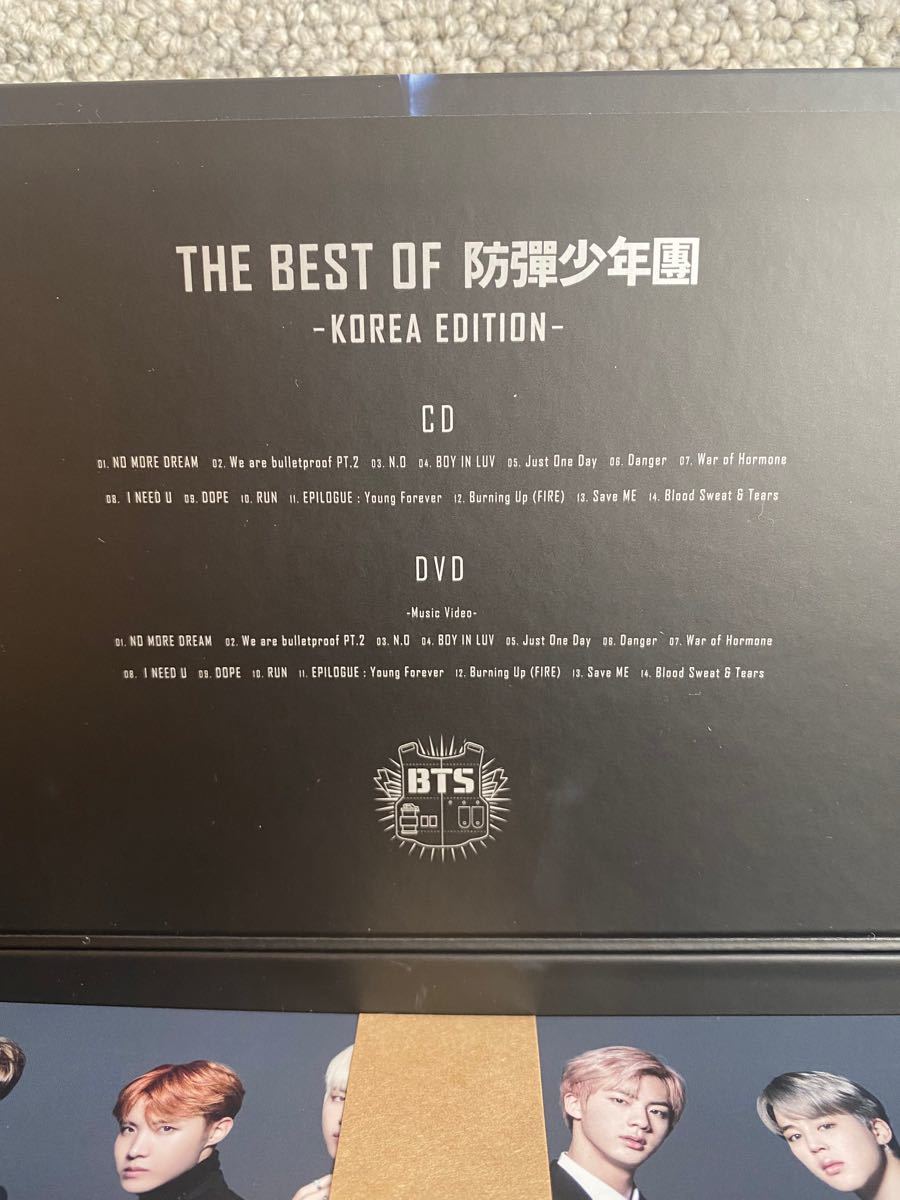 THE BEST OF 防彈少年團
-KOREA EDITION-
CD
01. NO MORE DREAM 02. We are bulletproof PT.2 03. N.O 04. BOY IN LUV 05. Just One Day 06. Danger 07. War of Hormone
08. I NEED U 09. DOPE 10. RUN 11. EPILOGUE : Young Forever 12. Burning Up (FIRE) 13. Save ME 14. Blood Sweat & Tears
DVD
-Music Video-
01. NO MORE DREAM 02. We are bulletproof PT.2 03. N.O 04. BOY IN LUV 05. Just One Day 06. Danger 07. War of Hormone
08. I NEED U 09. DOPE 10. RUN 11. EPILOGUE : Young Forever 12. Burning Up (FIRE) 13. Save ME 14. Blood Sweat & Tears
BTS